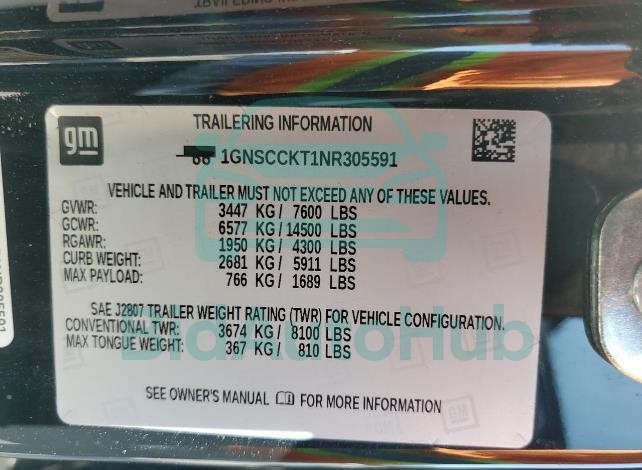 gm
TRAILERING INFORMATION
1GNSCCKT1NR305591
VEHICLE AND TRAILER MUST NOT EXCEED ANY OF THESE VALUES.
GVWR: 3447 KG / 7600 LBS
GCWR: 6577 KG / 14500 LBS
RGAWR: 1950 KG / 4300 LBS
CURB WEIGHT: 2681 KG / 5911 LBS
MAX PAYLOAD: 766 KG / 1689 LBS
SAE J2807 TRAILER WEIGHT RATING (TWR) FOR VEHICLE CONFIGURATION.
CONVENTIONAL TWR: 3674 KG / 8100 LBS
MAX TONGUE WEIGHT: 367 KG / 810 LBS
BidAutoHub
SEE OWNER'S MANUAL FOR MORE INFORMATION